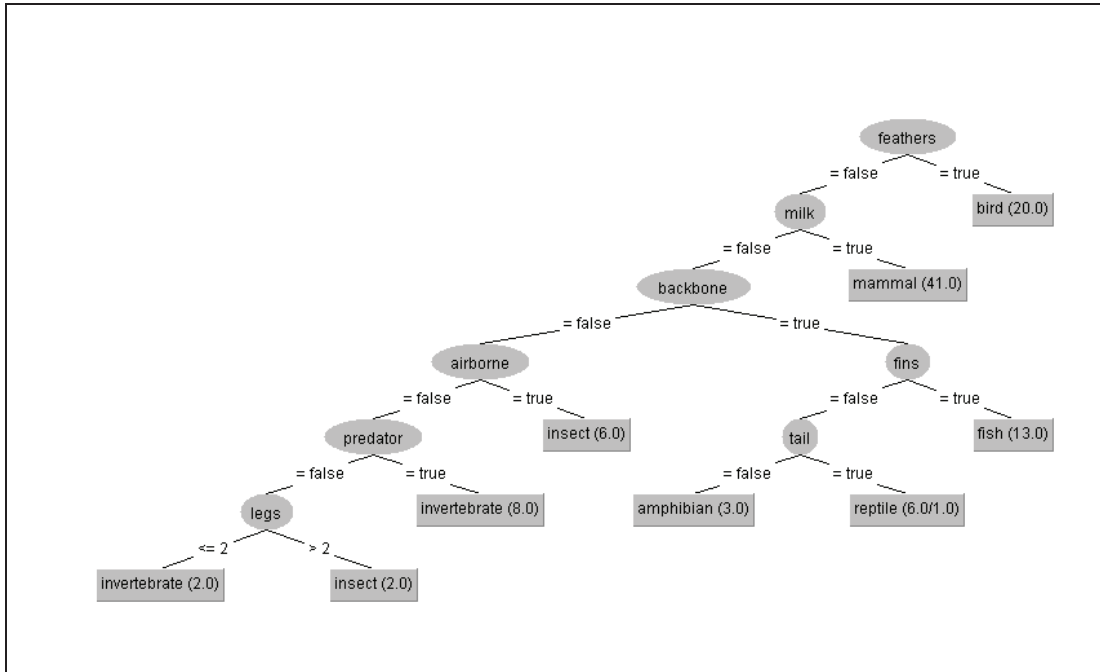 feathers
= false
= true
milk
bird (20.0)
= false
= true
backbone
mammal (41.0)
= false
= true
airborne
fins
= false
= true
= false
= true
predator
insect (6.0)
tail
fish (13.0)
= false
= true
= false
= true
legs
invertebrate (8.0)
amphibian (3.0)
reptile (6.0/1.0)
<= 2
> 2
invertebrate (2.0)
insect (2.0)